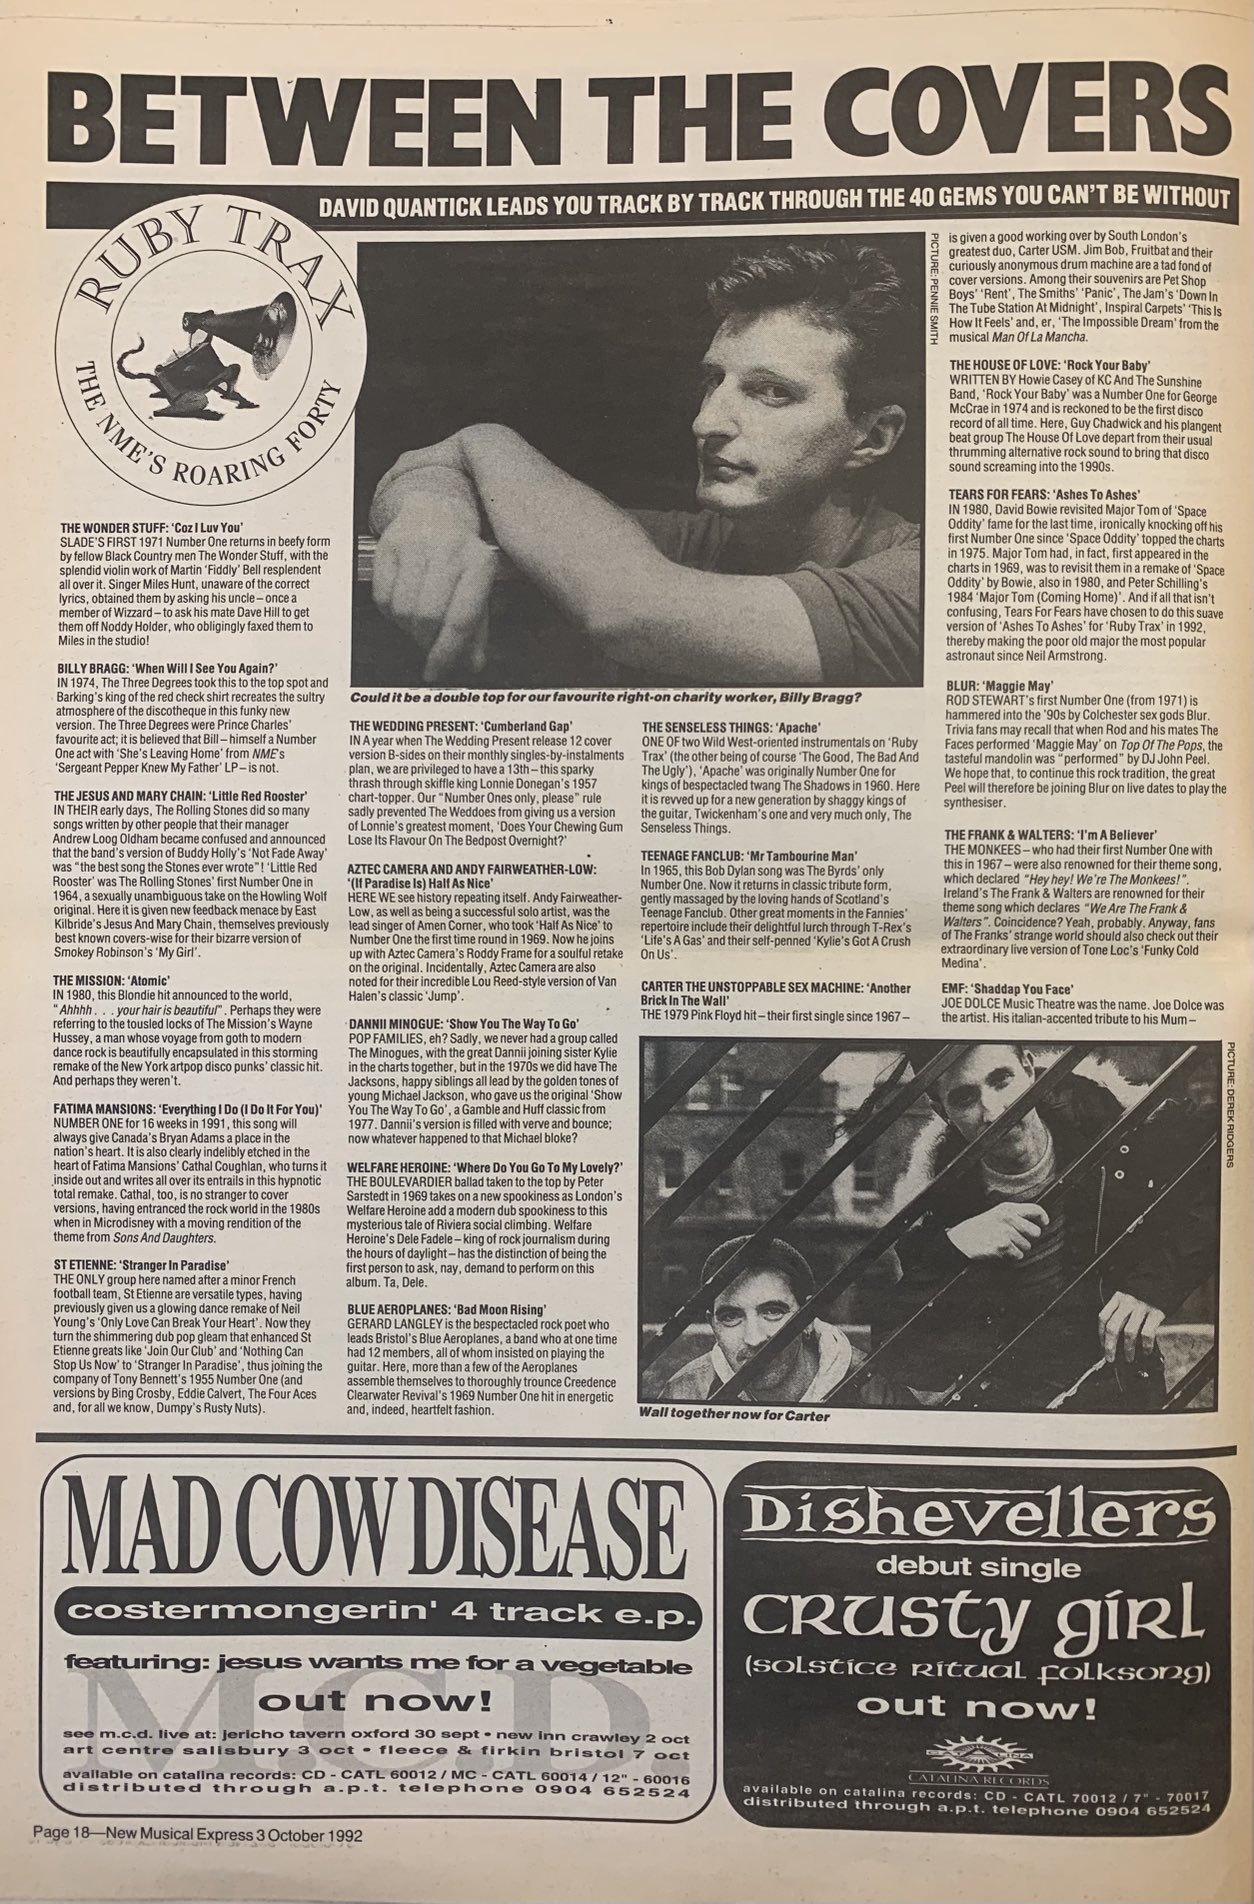 BETWEEN THE COVERS
DAVID QUANTICK LEADS YOU TRACK BY TRACK THROUGH THE 40 GEMS YOU CAN'T BE WITHOUT
RUBY TRAX
THE NME'S ROARING FORTY
THE WONDER STUFF: 'Coz I Luv You'
SLADE'S FIRST 1971 Number One returns in beefy form
by fellow Black Country men The Wonder Stuff, with the
splendid violin work of Martin 'Fiddly' Bell resplendent
all over it. Singer Miles Hunt, unaware of the correct
lyrics, obtained them by asking his uncle – once a
member of Wizzard – to ask his mate Dave Hill to get
them off Noddy Holder, who obligingly faxed them to
Miles in the studio!
BILLY BRAGG: 'When Will I See You Again?'
IN 1974, The Three Degrees took this to the top spot and
Barking's king of the red check shirt recreates the sultry
atmosphere of the discotheque in this funky new
version. The Three Degrees were Prince Charles'
favourite act; it is believed that Bill – himself a Number
One act with 'She's Leaving Home' from NME's
'Sergeant Pepper Knew My Father' LP – is not.
THE JESUS AND MARY CHAIN: 'Little Red Rooster'
IN THEIR early days, The Rolling Stones did so many
songs written by other people that their manager
Andrew Loog Oldham became confused and announced
that the band's version of Buddy Holly's 'Not Fade Away'
was "the best song the Stones ever wrote"! 'Little Red
Rooster' was The Rolling Stones' first Number One in
1964, a sexually unambiguous take on the Howling Wolf
original. Here it is given new feedback menace by East
Kilbride's Jesus And Mary Chain, themselves previously
best known covers-wise for their bizarre version of
Smokey Robinson's 'My Girl'.
THE MISSION: 'Atomic'
IN 1980, this Blondie hit announced to the world,
"Ahhhh . . . your hair is beautiful". Perhaps they were
referring to the tousled locks of The Mission's Wayne
Hussey, a man whose voyage from goth to modern
dance rock is beautifully encapsulated in this storming
remake of the New York artpop disco punks' classic hit.
And perhaps they weren't.
FATIMA MANSIONS: 'Everything I Do (I Do It For You)'
NUMBER ONE for 16 weeks in 1991, this song will
always give Canada's Bryan Adams a place in the
nation's heart. It is also clearly indelibly etched in the
heart of Fatima Mansions' Cathal Coughlan, who turns it
inside out and writes all over its entrails in this hypnotic
total remake. Cathal, too, is no stranger to cover
versions, having entranced the rock world in the 1980s
when in Microdisney with a moving rendition of the
theme from Sons And Daughters.
ST ETIENNE: 'Stranger In Paradise'
THE ONLY group here named after a minor French
football team, St Etienne are versatile types, having
previously given us a glowing dance remake of Neil
Young's 'Only Love Can Break Your Heart'. Now they
turn the shimmering dub pop gleam that enhanced St
Etienne greats like 'Join Our Club' and 'Nothing Can
Stop Us Now' to 'Stranger In Paradise', thus joining the
company of Tony Bennett's 1955 Number One (and
versions by Bing Crosby, Eddie Calvert, The Four Aces
and, for all we know, Dumpy's Rusty Nuts).
PICTURE: PENNIE SMITH
Could it be a double top for our favourite right-on charity worker, Billy Bragg?
THE WEDDING PRESENT: 'Cumberland Gap'
IN A year when The Wedding Present release 12 cover
version B-sides on their monthly singles-by-instalments
plan, we are privileged to have a 13th – this sparky
thrash through skiffle king Lonnie Donegan's 1957
chart-topper. Our "Number Ones only, please" rule
sadly prevented The Weddoes from giving us a version
of Lonnie's greatest moment, 'Does Your Chewing Gum
Lose Its Flavour On The Bedpost Overnight?'
AZTEC CAMERA AND ANDY FAIRWEATHER-LOW:
'(If Paradise Is) Half As Nice'
HERE WE see history repeating itself. Andy Fairweather-
Low, as well as being a successful solo artist, was the
lead singer of Amen Corner, who took 'Half As Nice' to
Number One the first time round in 1969. Now he joins
up with Aztec Camera's Roddy Frame for a soulful retake
on the original. Incidentally, Aztec Camera are also
noted for their incredible Lou Reed-style version of Van
Halen's classic 'Jump'.
DANNII MINOGUE: 'Show You The Way To Go'
POP FAMILIES, eh? Sadly, we never had a group called
The Minogues, with the great Dannii joining sister Kylie
in the charts together, but in the 1970s we did have The
Jacksons, happy siblings all lead by the golden tones of
young Michael Jackson, who gave us the original 'Show
You The Way To Go', a Gamble and Huff classic from
1977. Dannii's version is filled with verve and bounce;
now whatever happened to that Michael bloke?
WELFARE HEROINE: 'Where Do You Go To My Lovely?'
THE BOULEVARDIER ballad taken to the top by Peter
Sarstedt in 1969 takes on a new spookiness as London's
Welfare Heroine add a modern dub spookiness to this
mysterious tale of Riviera social climbing. Welfare
Heroine's Dele Fadele – king of rock journalism during
the hours of daylight – has the distinction of being the
first person to ask, nay, demand to perform on this
album. Ta, Dele.
BLUE AEROPLANES: 'Bad Moon Rising'
GERARD LANGLEY is the bespectacled rock poet who
leads Bristol's Blue Aeroplanes, a band who at one time
had 12 members, all of whom insisted on playing the
guitar. Here, more than a few of the Aeroplanes
assemble themselves to thoroughly trounce Creedence
Clearwater Revival's 1969 Number One hit in energetic
and, indeed, heartfelt fashion.
THE SENSELESS THINGS: 'Apache'
ONE OF two Wild West-oriented instrumentals on 'Ruby
Trax' (the other being of course 'The Good, The Bad And
The Ugly'), 'Apache' was originally Number One for
kings of bespectacled twang The Shadows in 1960. Here
it is revved up for a new generation by shaggy kings of
the guitar, Twickenham's one and very much only, The
Senseless Things.
TEENAGE FANCLUB: 'Mr Tambourine Man'
In 1965, this Bob Dylan song was The Byrds' only
Number One. Now it returns in classic tribute form,
gently massaged by the loving hands of Scotland's
Teenage Fanclub. Other great moments in the Fannies'
repertoire include their delightful lurch through T-Rex's
'Life's A Gas' and their self-penned 'Kylie's Got A Crush
On Us'.
CARTER THE UNSTOPPABLE SEX MACHINE: 'Another
Brick In The Wall'
THE 1979 Pink Floyd hit – their first single since 1967 –
is given a good working over by South London's
greatest duo, Carter USM. Jim Bob, Fruitbat and their
curiously anonymous drum machine are a tad fond of
cover versions. Among their souvenirs are Pet Shop
Boys' 'Rent', The Smiths' 'Panic', The Jam's 'Down In
The Tube Station At Midnight', Inspiral Carpets' 'This Is
How It Feels' and, er, 'The Impossible Dream' from the
musical Man Of La Mancha.
THE HOUSE OF LOVE: 'Rock Your Baby'
WRITTEN BY Howie Casey of KC And The Sunshine
Band, 'Rock Your Baby' was a Number One for George
McCrae in 1974 and is reckoned to be the first disco
record of all time. Here, Guy Chadwick and his plangent
beat group The House Of Love depart from their usual
thrumming alternative rock sound to bring that disco
sound screaming into the 1990s.
TEARS FOR FEARS: 'Ashes To Ashes'
IN 1980, David Bowie revisited Major Tom of 'Space
Oddity' fame for the last time, ironically knocking off his
first Number One since 'Space Oddity' topped the charts
in 1975. Major Tom had, in fact, first appeared in the
charts in 1969, was to revisit them in a remake of 'Space
Oddity' by Bowie, also in 1980, and Peter Schilling's
1984 'Major Tom (Coming Home)'. And if all that isn't
confusing, Tears For Fears have chosen to do this suave
version of 'Ashes To Ashes' for 'Ruby Trax' in 1992,
thereby making the poor old major the most popular
astronaut since Neil Armstrong.
BLUR: 'Maggie May'
ROD STEWART's first Number One (from 1971) is
hammered into the '90s by Colchester sex gods Blur.
Trivia fans may recall that when Rod and his mates The
Faces performed 'Maggie May' on Top Of The Pops, the
tasteful mandolin was "performed" by DJ John Peel.
We hope that, to continue this rock tradition, the great
Peel will therefore be joining Blur on live dates to play the
synthesiser.
THE FRANK & WALTERS: 'I'm A Believer'
THE MONKEES – who had their first Number One with
this in 1967 – were also renowned for their theme song,
which declared "Hey hey! We're The Monkees!".
Ireland's The Frank & Walters are renowned for their
theme song which declares "We Are The Frank &
Walters". Coincidence? Yeah, probably. Anyway, fans
of The Franks' strange world should also check out their
extraordinary live version of Tone Loc's 'Funky Cold
Medina'.
EMF: 'Shaddap You Face'
JOE DOLCE Music Theatre was the name. Joe Dolce was
the artist. His italian-accented tribute to his Mum –
PICTURE: DEREK RIDGERS
Wall together now for Carter
MAD COW DISEASE
costermongerin' 4 track e.p.
M.C.D.
featuring: jesus wants me for a vegetable
out now!
see m.c.d. live at: jericho tavern oxford 30 sept • new inn crawley 2 oct
art centre salisbury 3 oct • fleece & firkin bristol 7 oct
available on catalina records: CD - CATL 60012 / MC - CATL 60014 / 12" - 60016
distributed through a.p.t. telephone 0904 652524
Dishevellers
debut single
crusty girl
(solstice ritual folksong)
out now!
CATALINA
CATALINA RECORDS
available on catalina records: CD - CATL 70012 / 7" - 70017
distributed through a.p.t. telephone 0904 652524
Page 18—New Musical Express 3 October 1992